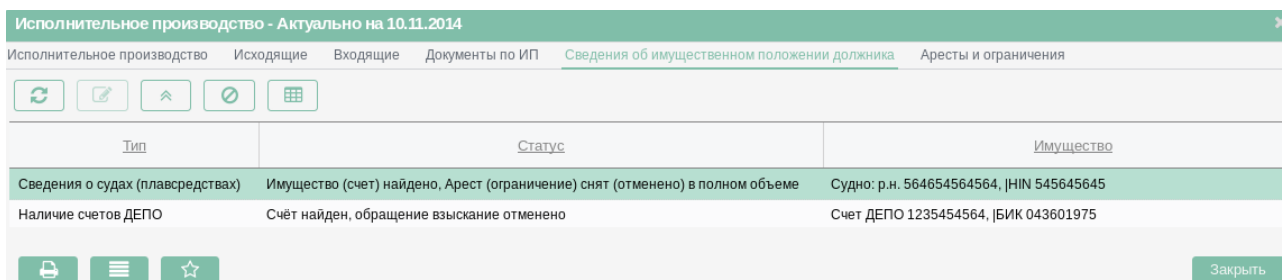 Исполнительное производство - Актуально на 10.11.2014
Исполнительное производство Исходящие Входящие Документы по ИП Сведения об имущественном положении должника Аресты и ограничения
Тип Статус Имущество
Сведения о судах (плавсредствах) Имущество (счет) найдено, Арест (ограничение) снят (отменено) в полном объеме Судно: р.н. 564654564564, |HIN 545645645
Наличие счетов ДЕПО Счёт найден, обращение взыскание отменено Счет ДЕПО 1235454564, |БИК 043601975
Закрыть